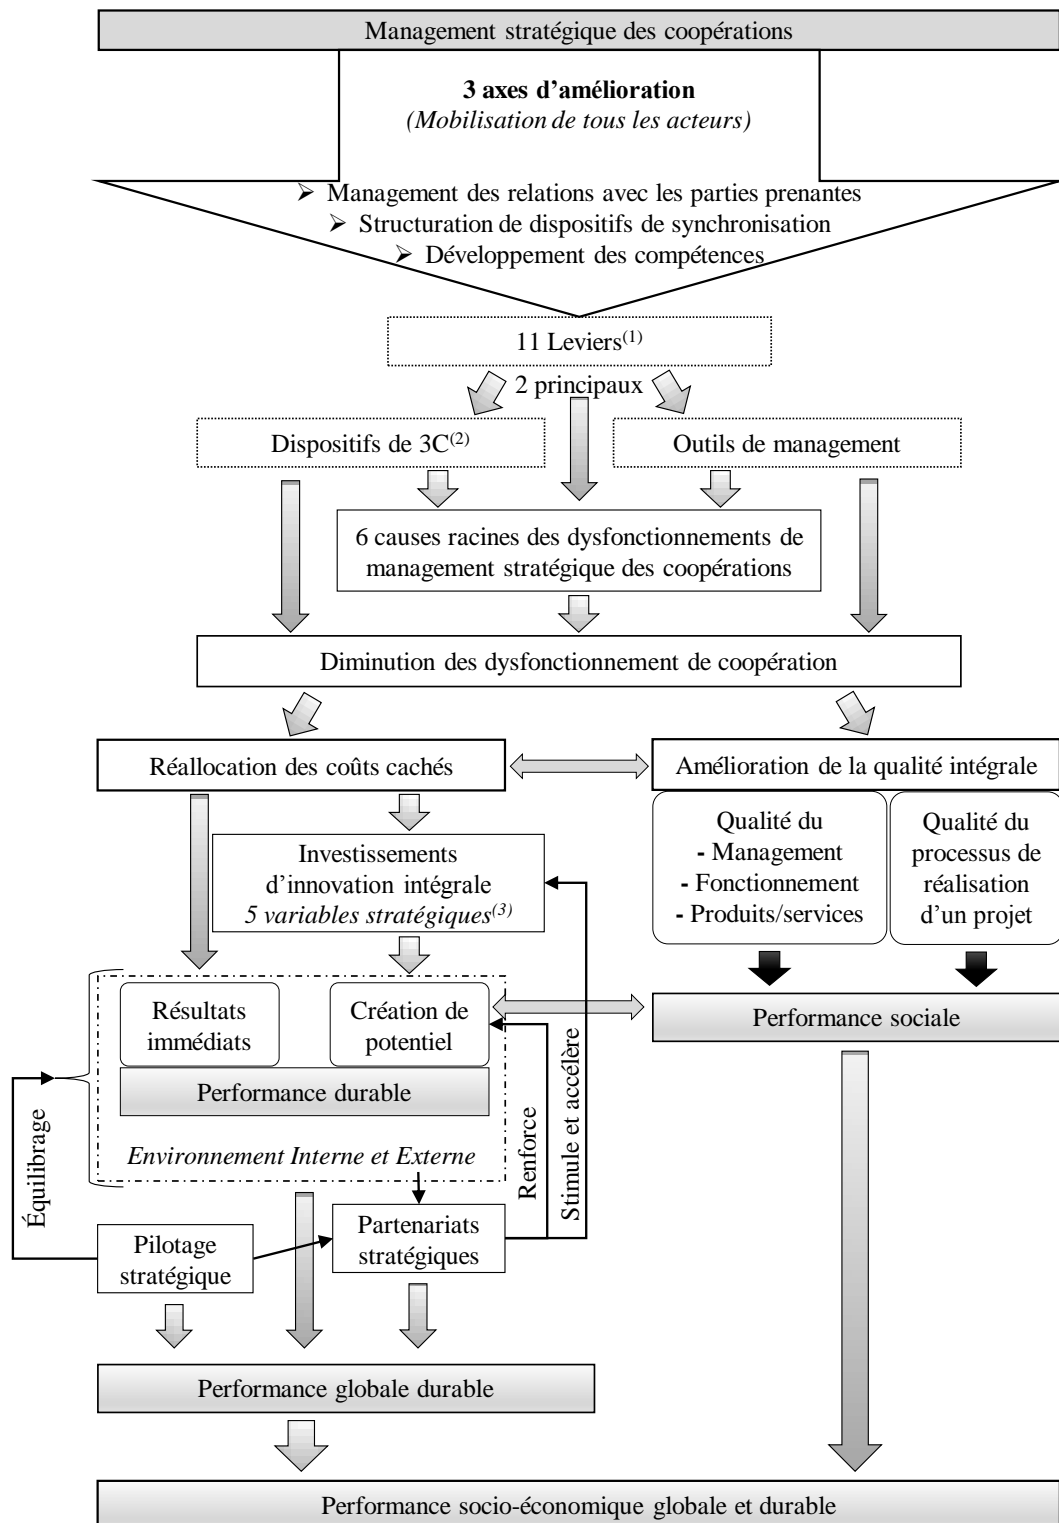 Management stratégique des coopérations
3 axes d’amélioration
(Mobilisation de tous les acteurs)
➢ Management des relations avec les parties prenantes
➢ Structuration de dispositifs de synchronisation
➢ Développement des compétences
11 Leviers(1)
2 principaux
Dispositifs de 3C(2)
Outils de management
6 causes racines des dysfonctionnements de
management stratégique des coopérations
Diminution des dysfonctionnement de coopération
Réallocation des coûts cachés
Amélioration de la qualité intégrale
Investissements
d’innovation intégrale
5 variables stratégiques(3)
Qualité du
- Management
- Fonctionnement
- Produits/services
Qualité du
processus de
réalisation
d’un projet
Résultats
immédiats
Création de
potentiel
Performance sociale
Performance durable
Environnement Interne et Externe
Équilibrage
Renforce
Stimule et accélère
Pilotage
stratégique
Partenariats
stratégiques
Performance globale durable
Performance socio-économique globale et durable